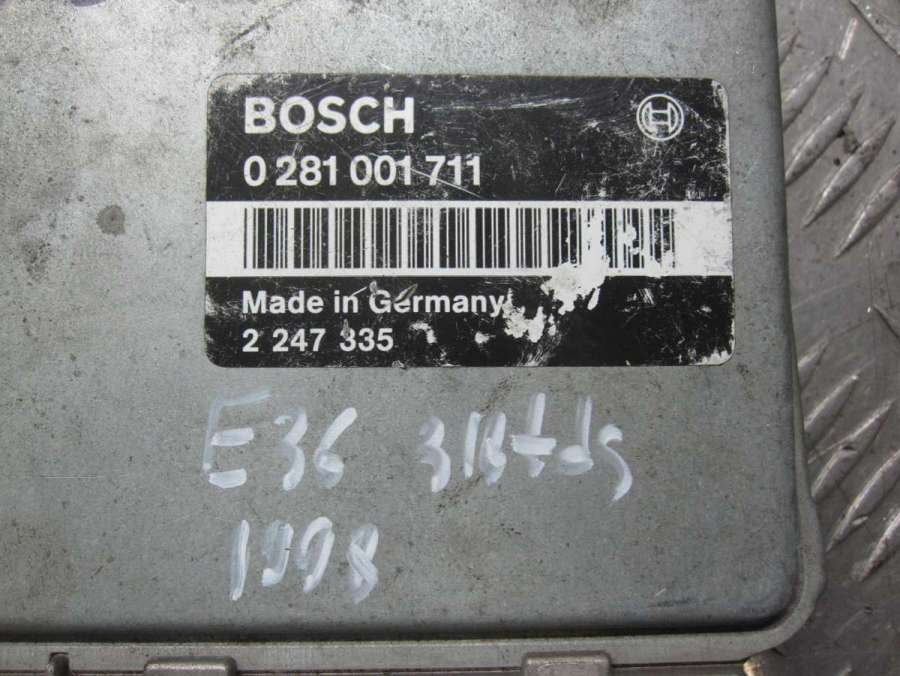 BOSCH
0 281 001 711
Made in Germany
2 247 335
E36 318tds
1998